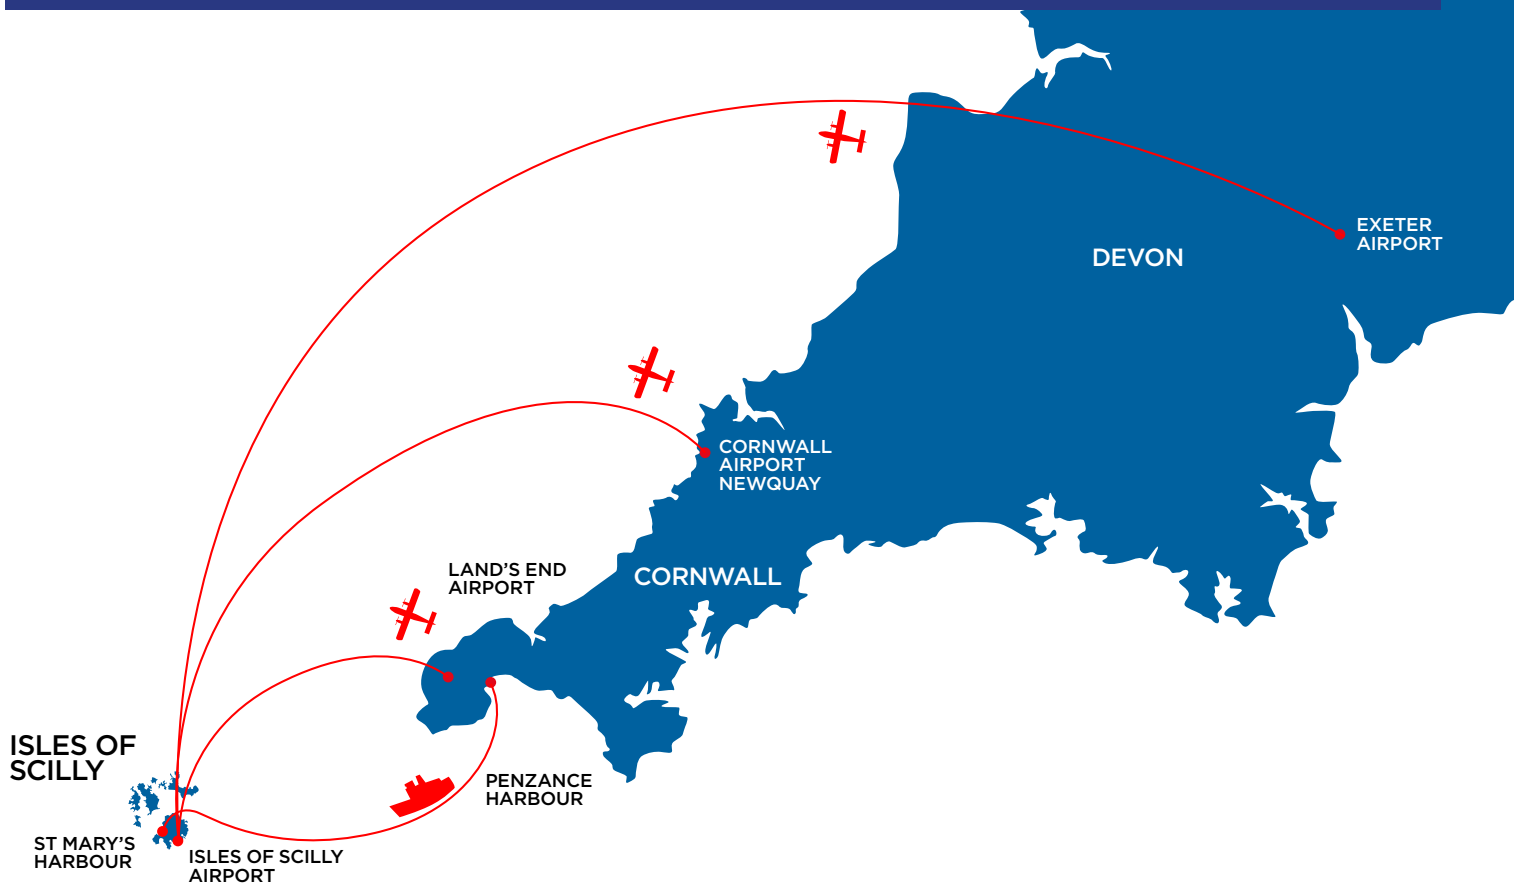 EXETER
AIRPORT
DEVON
CORNWALL
AIRPORT
NEWQUAY
LAND'S END
AIRPORT
CORNWALL
ISLES OF
SCILLY
PENZANCE
HARBOUR
ST MARY'S
HARBOUR
ISLES OF SCILLY
AIRPORT